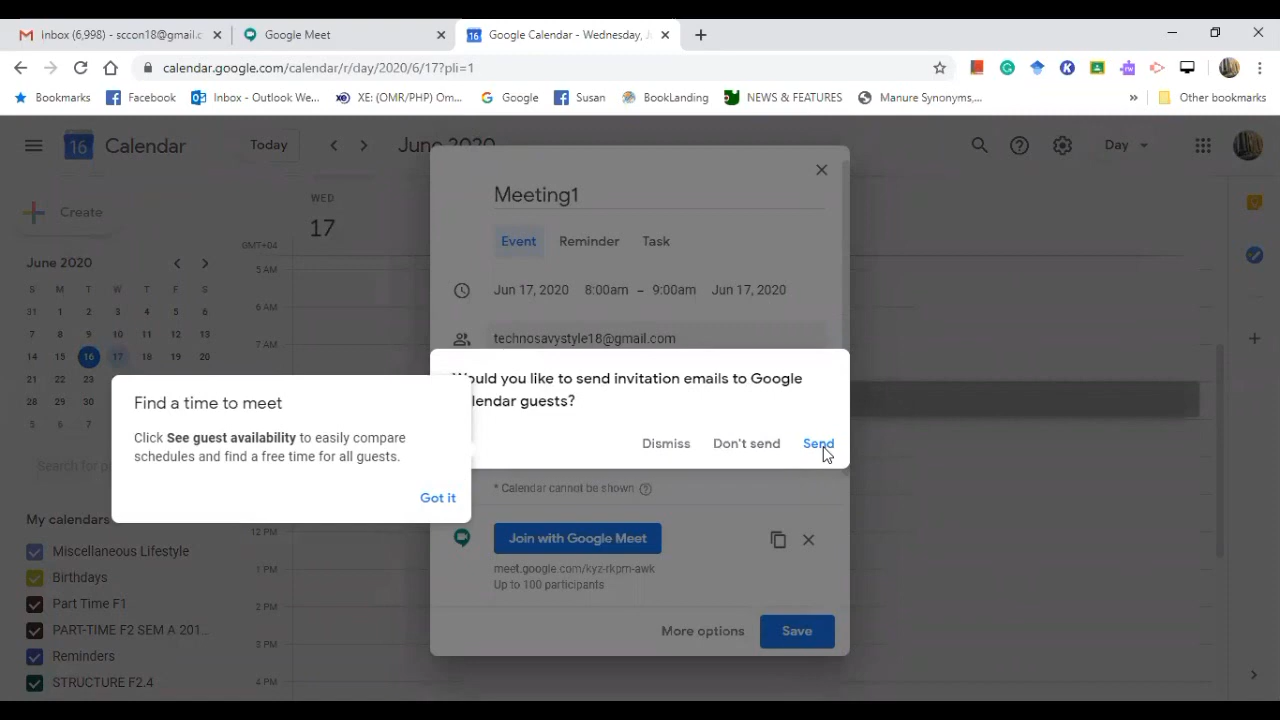 Inbox (6,998) - sccon18@gmail.c
Google Meet
Google Calendar - Wednesday, J
calendar.google.com/calendar/r/day/2020/6/17?pli=1
Bookmarks
Facebook
Inbox - Outlook We...
XE: (OMR/PHP) Om...
Google
Susan
BookLanding
NEWS & FEATURES
Manure Synonyms,...
»
Other bookmarks
16
Calendar
Today
June 2020
Day
Create
WED
17
GMT+04
5 AM
6 AM
7 AM
12 PM
1 PM
2 PM
3 PM
4 PM
June 2020
S M T W T F S
31 1 2 3 4 5 6
7 8 9 10 11 12 13
14 15 16 17 18 19 20
21 22 23
28 29 30
5 6 7
Search for p
My calendars
Miscellaneous Lifestyle
Birthdays
Part Time F1
PART-TIME F2 SEM A 201...
Reminders
STRUCTURE F2.4
Meeting1
Event Reminder Task
Jun 17, 2020 8:00am – 9:00am Jun 17, 2020
technosavystyle18@gmail.com
Would you like to send invitation emails to Google
lendar guests?
Dismiss Don't send Send
Find a time to meet
Click See guest availability to easily compare
schedules and find a free time for all guests.
Got it
* Calendar cannot be shown
Join with Google Meet
meet.google.com/kyz-rkpm-awk
Up to 100 participants
More options Save